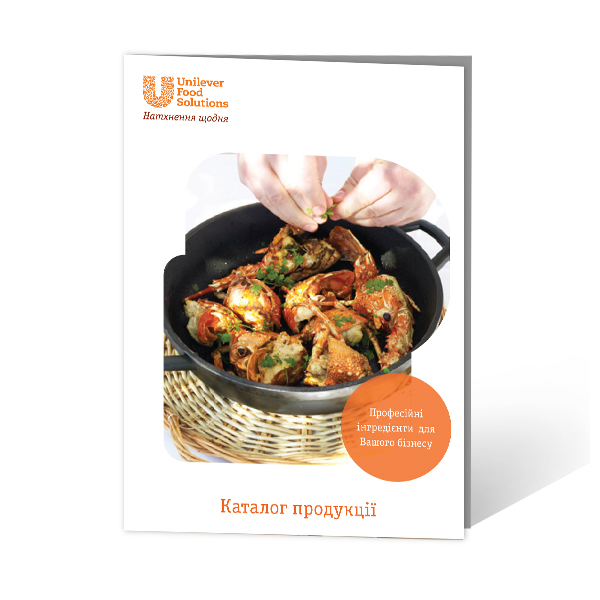 Unilever
Food
Solutions
Натхнення щодня
Професійні
інгредієнти для
Вашого бізнесу
Каталог продукції